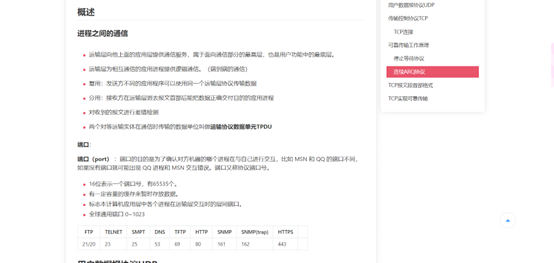 概述
进程之间的通信
运输层向他上面的应用层提供通信服务，属于面向通信部分的最高层，也是用户功能中的最底层。
运输层为相互通信的应用进程提供逻辑通信。（端到端的通信）
复用：发送方不同的应用程序可以使用同一个运输层协议传输数据
分用：接收方在运输层剥去报文首部后能把数据正确交付目的的应用进程
对收到的报文进行差错检测
两个对等运输实体在通信时传输的数据单位叫做运输协议数据单元TPDU
端口:
端口（port）：端口的目的是为了确认对方机器的哪个进程在与自己进行交互，比如 MSN 和 QQ 的端口不同，
如果没有端口就可能出现 QQ 进程和 MSN 交互错误。端口又称协议端口号。
16位表示一个端口号，有65535个。
有一定容量的缓存来暂时存放数据。
标志本计算机应用层中各个进程在运输层交互时的层间接口。
全球通用端口 0~1023
FTP TELNET SMPT DNS TFTP HTTP SNMP SNMP(trap) HTTPS
21/20 23 25 53 69 80 161 162 443
用户数据报协议UDP
用户数据报协议UDP
传输控制协议TCP
TCP连接
可靠传输工作原理
停止等待协议
连续ARQ协议
TCP报文段首部格式
TCP实现可靠传输